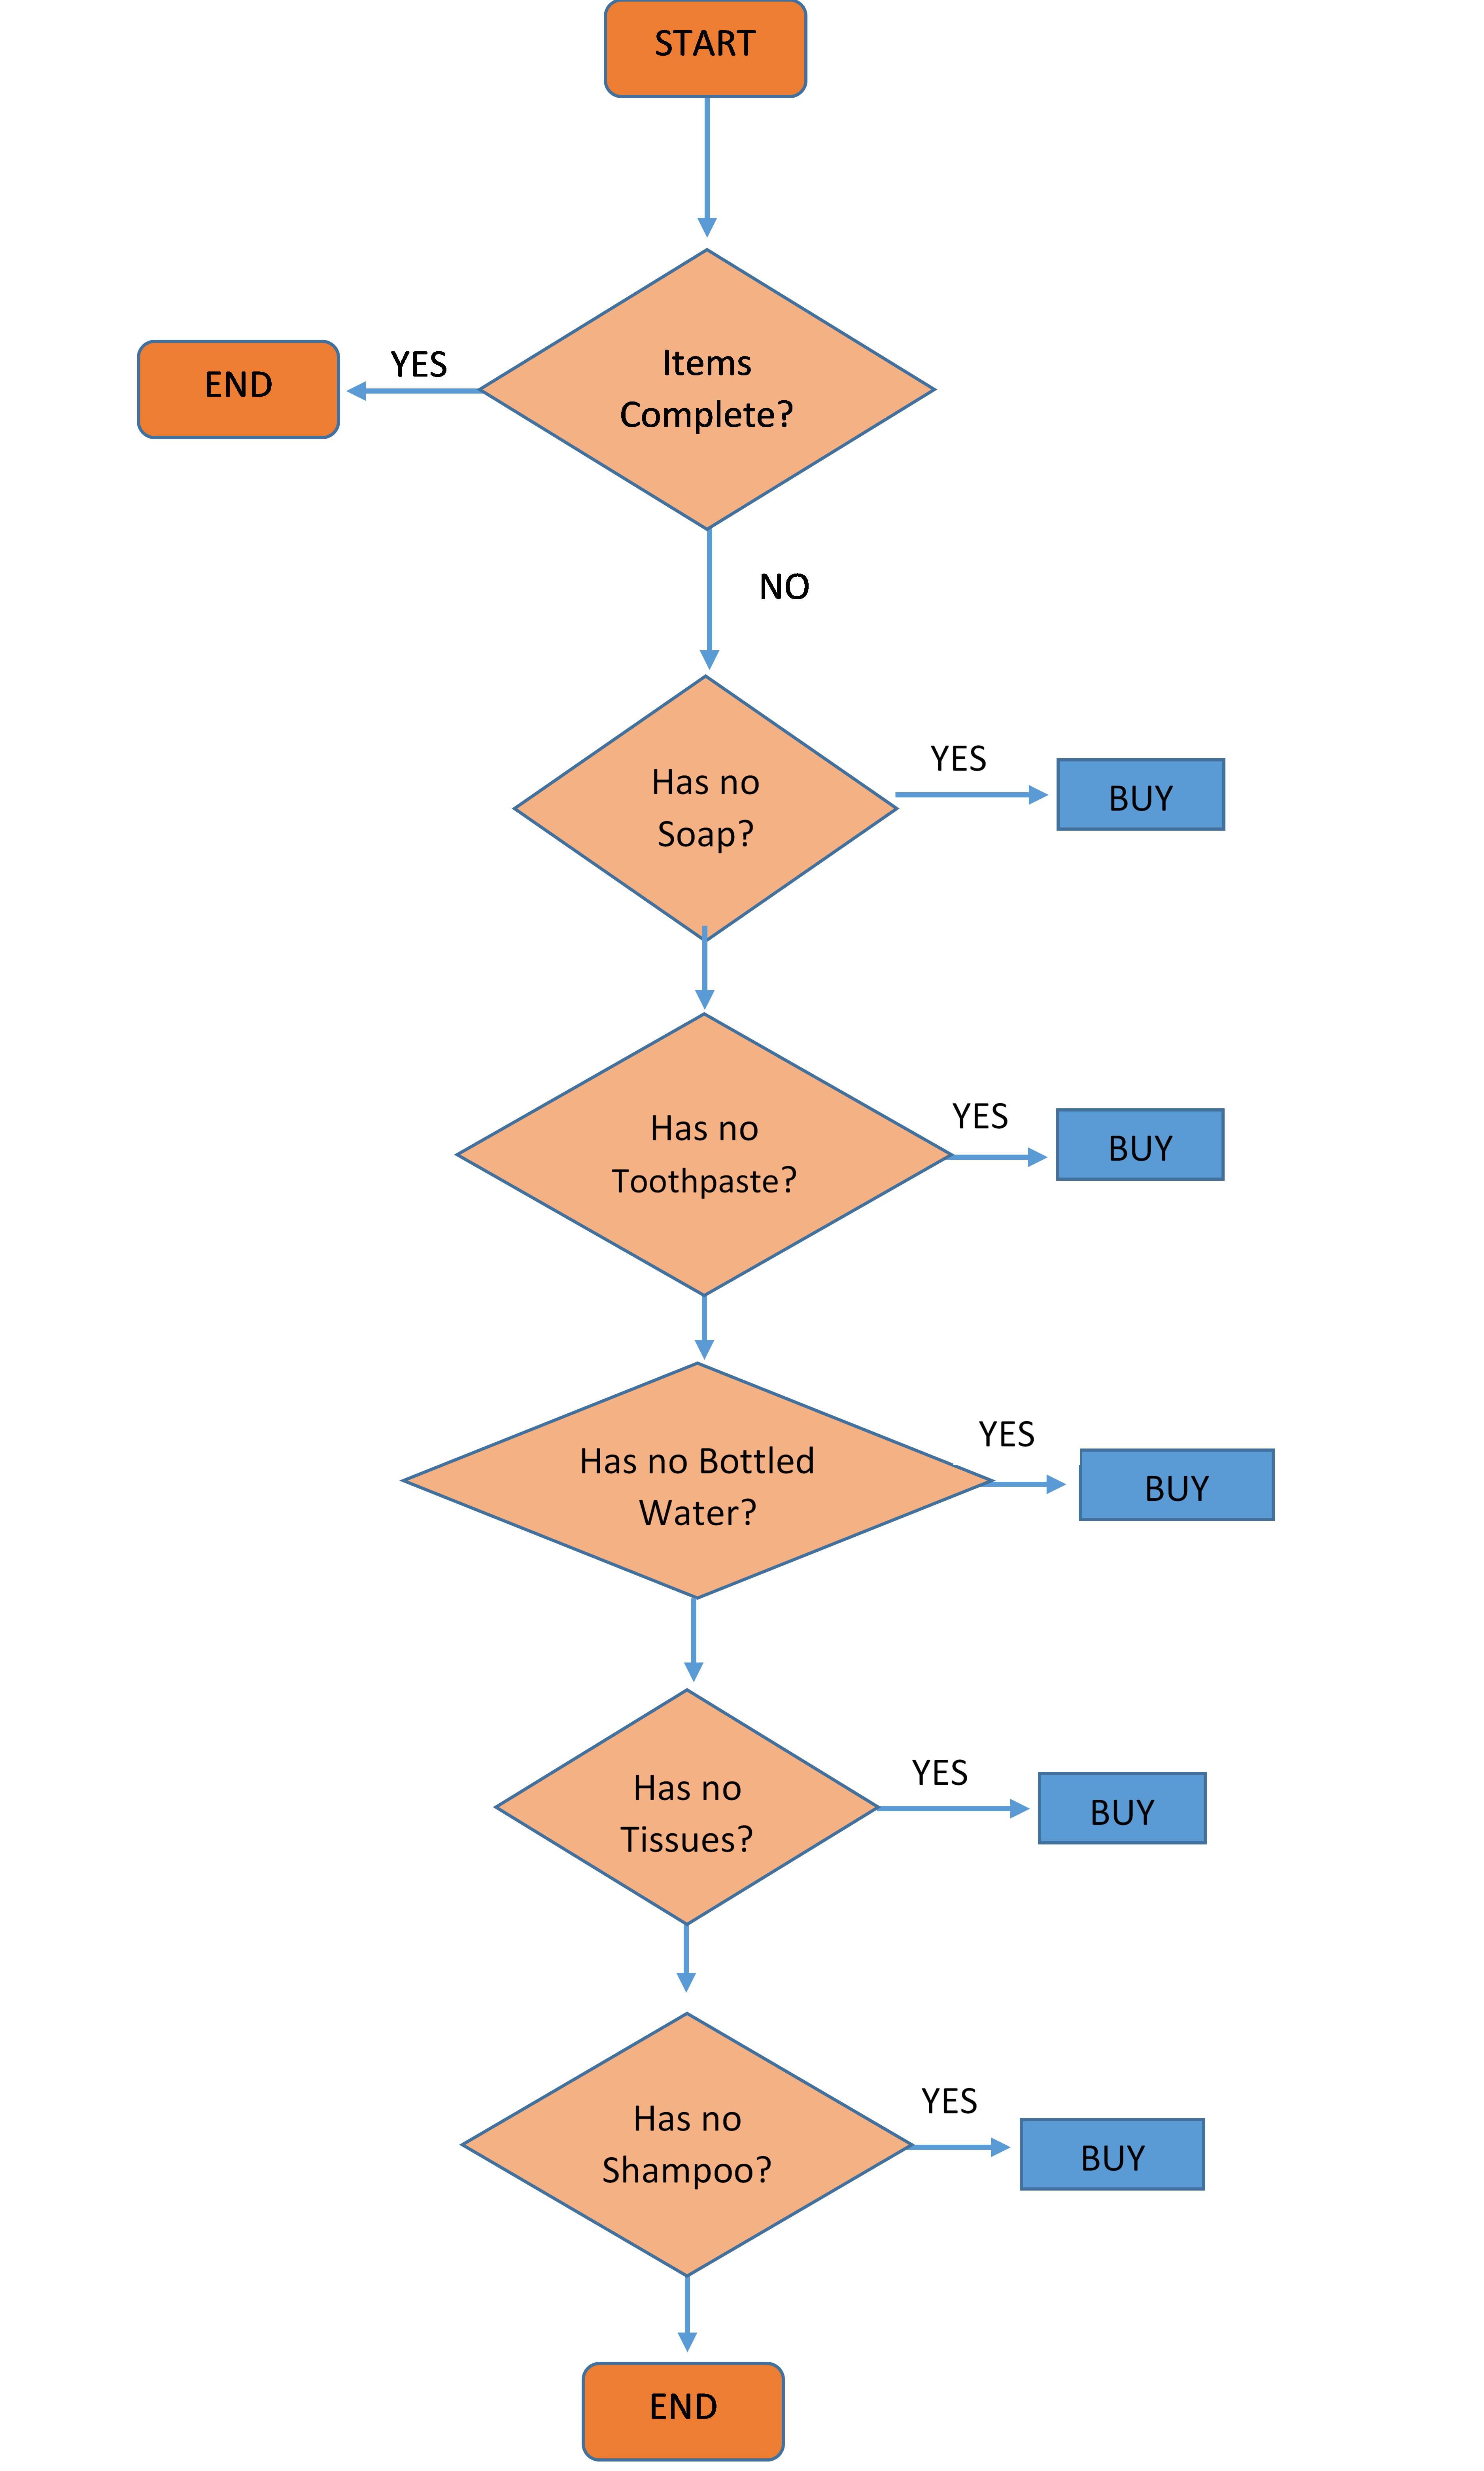 START
Items
Complete?
YES
END
NO
Has no
Soap?
YES
BUY
Has no
Toothpaste?
YES
BUY
Has no Bottled
Water?
YES
BUY
Has no
Tissues?
YES
BUY
Has no
Shampoo?
YES
BUY
END